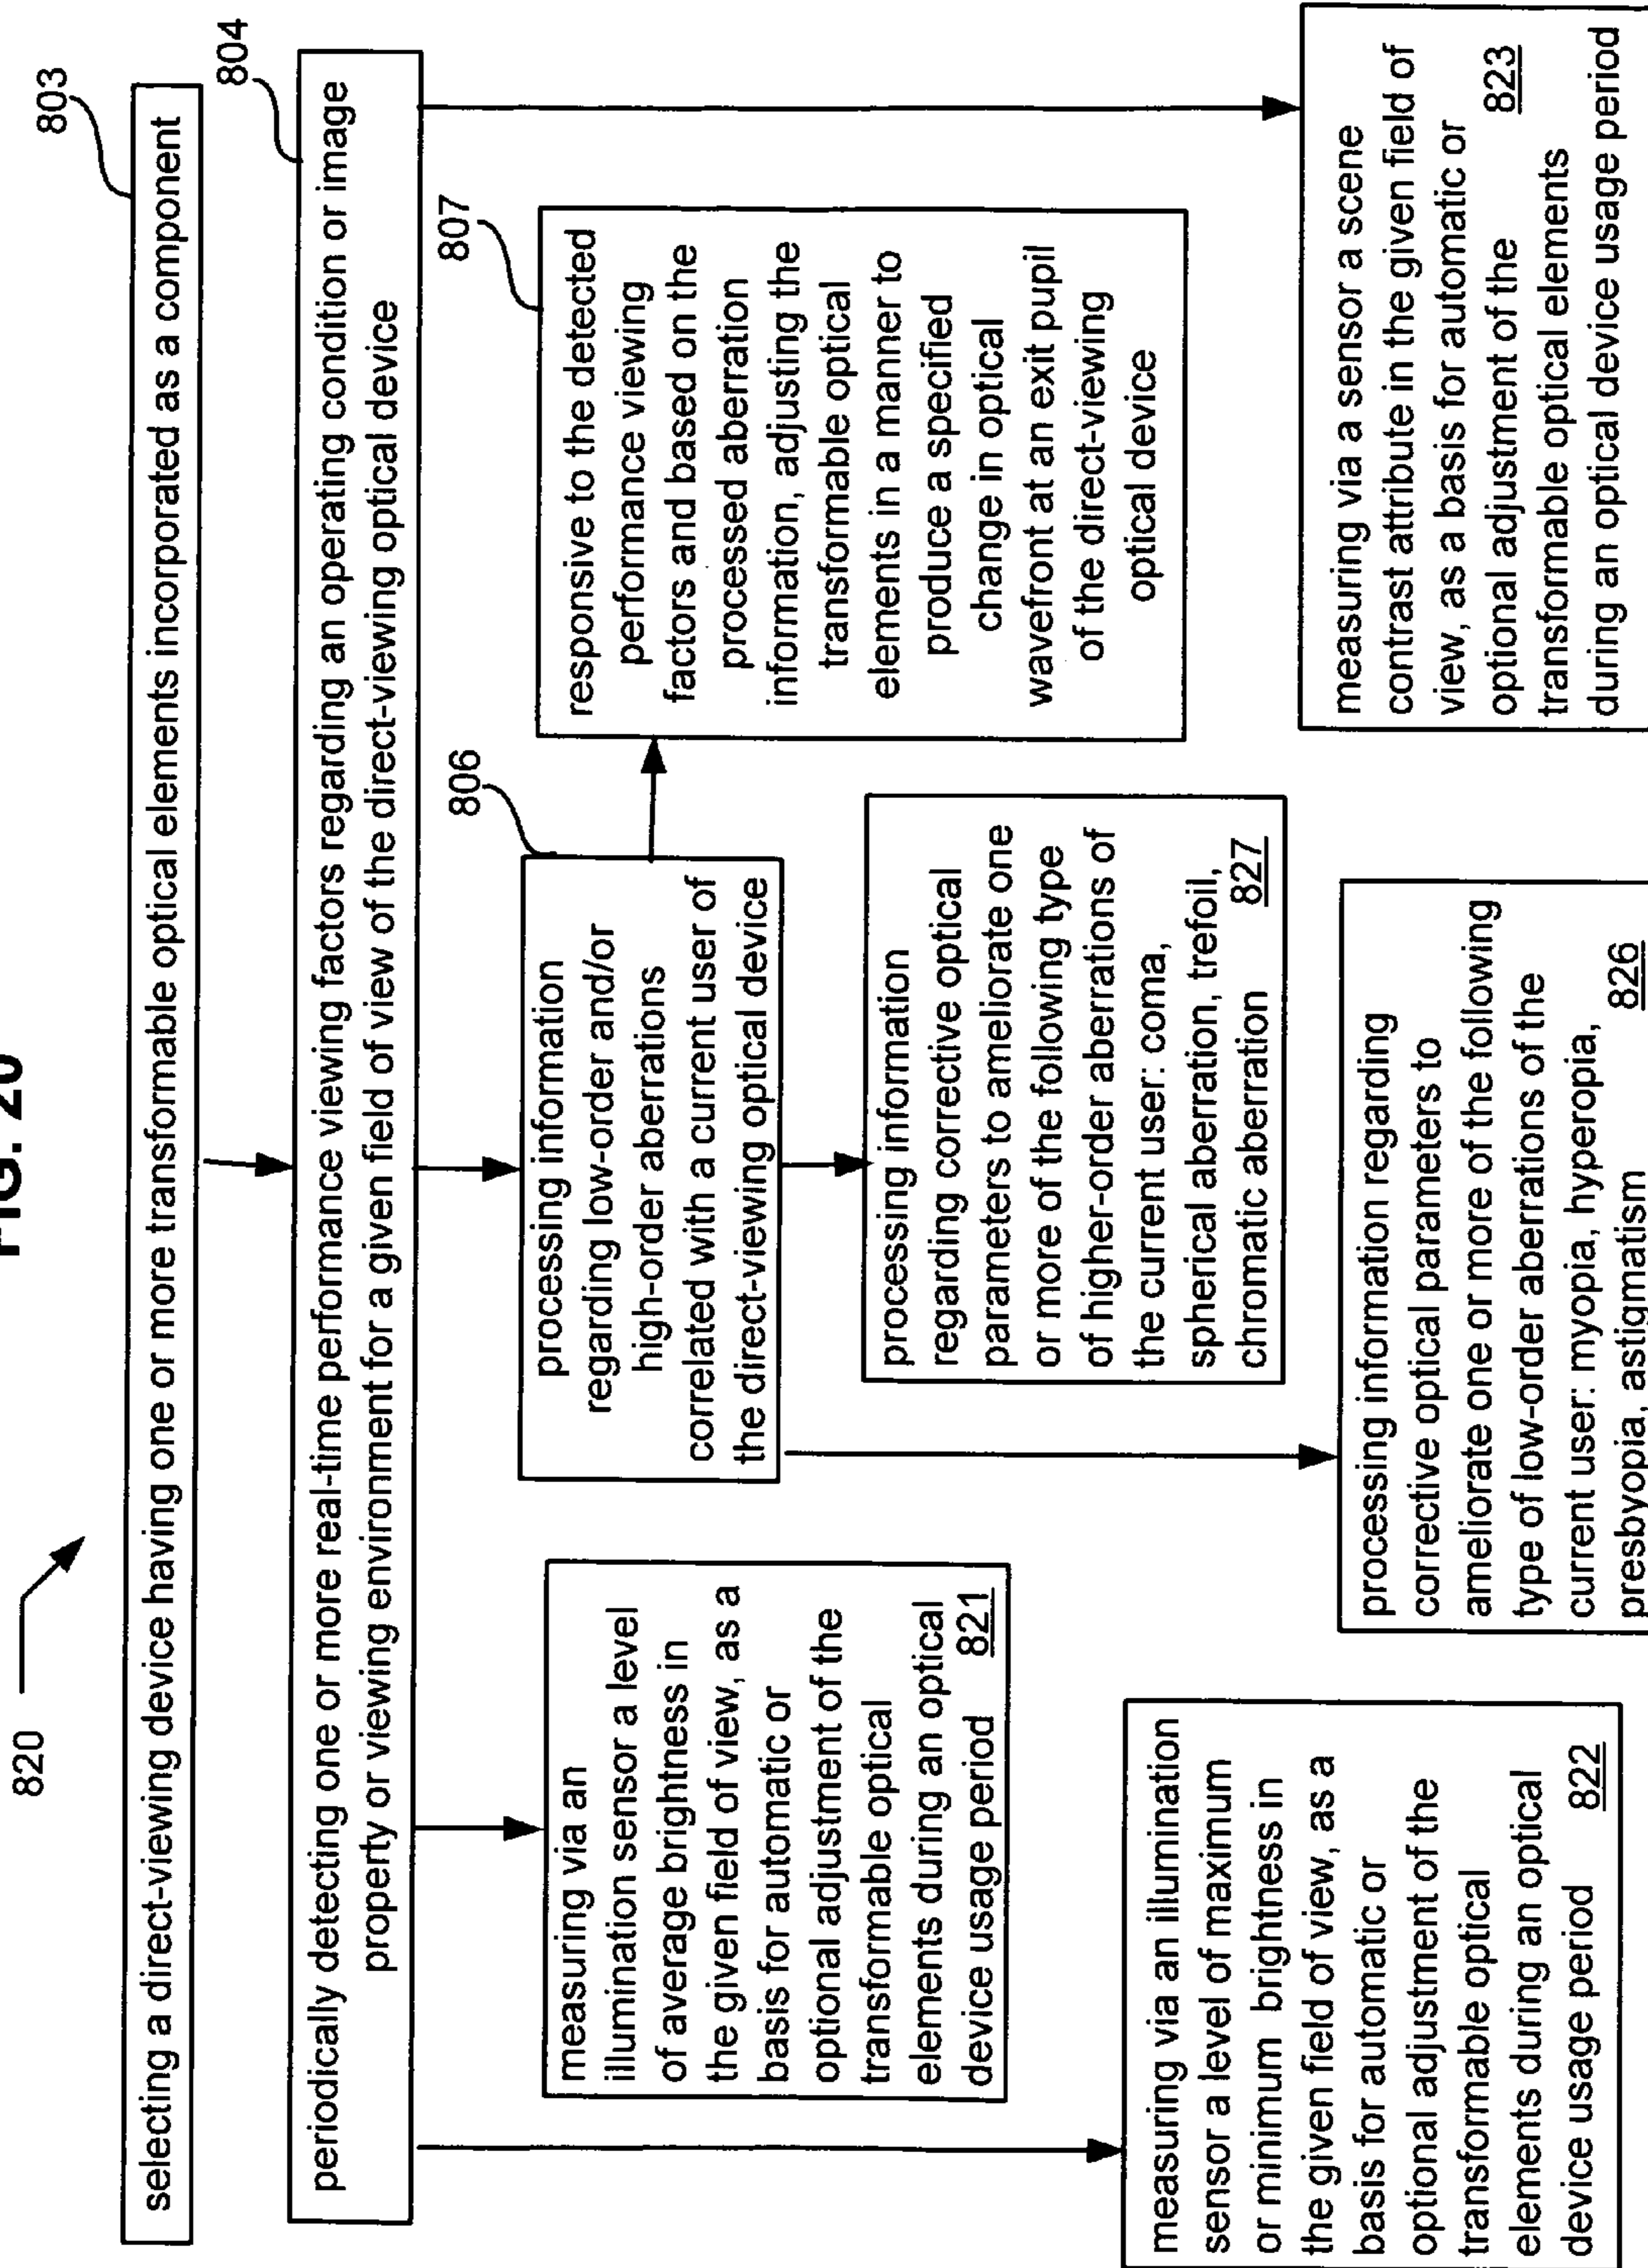 FIG. 20
820
803
selecting a direct-viewing device having one or more transformable optical elements incorporated as a component
804
periodically detecting one or more real-time performance viewing factors regarding an operating condition or image
property or viewing environment for a given field of view of the direct-viewing optical device
measuring via an
illumination sensor a level
of average brightness in
the given field of view, as a
basis for automatic or
optional adjustment of the
transformable optical
elements during an optical
device usage period 821
measuring via an illumination
sensor a level of maximum
or minimum brightness in
the given field of view, as a
basis for automatic or
optional adjustment of the
transformable optical
elements during an optical
device usage period 822
806
processing information
regarding low-order and/or
high-order aberrations
correlated with a current user of
the direct-viewing optical device
processing information
regarding corrective optical
parameters to ameliorate one
or more of the following type
of higher-order aberrations of
the current user: coma,
spherical aberration, trefoil,
chromatic aberration 827
processing information regarding
corrective optical parameters to
ameliorate one or more of the following
type of low-order aberrations of the
current user: myopia, hyperopia,
presbyopia, astigmatism 826
807
responsive to the detected
performance viewing
factors and based on the
processed aberration
information, adjusting the
transformable optical
elements in a manner to
produce a specified
change in optical
wavefront at an exit pupil
of the direct-viewing
optical device
measuring via a sensor a scene
contrast attribute in the given field of
view, as a basis for automatic or
optional adjustment of the 823
transformable optical elements
during an optical device usage period